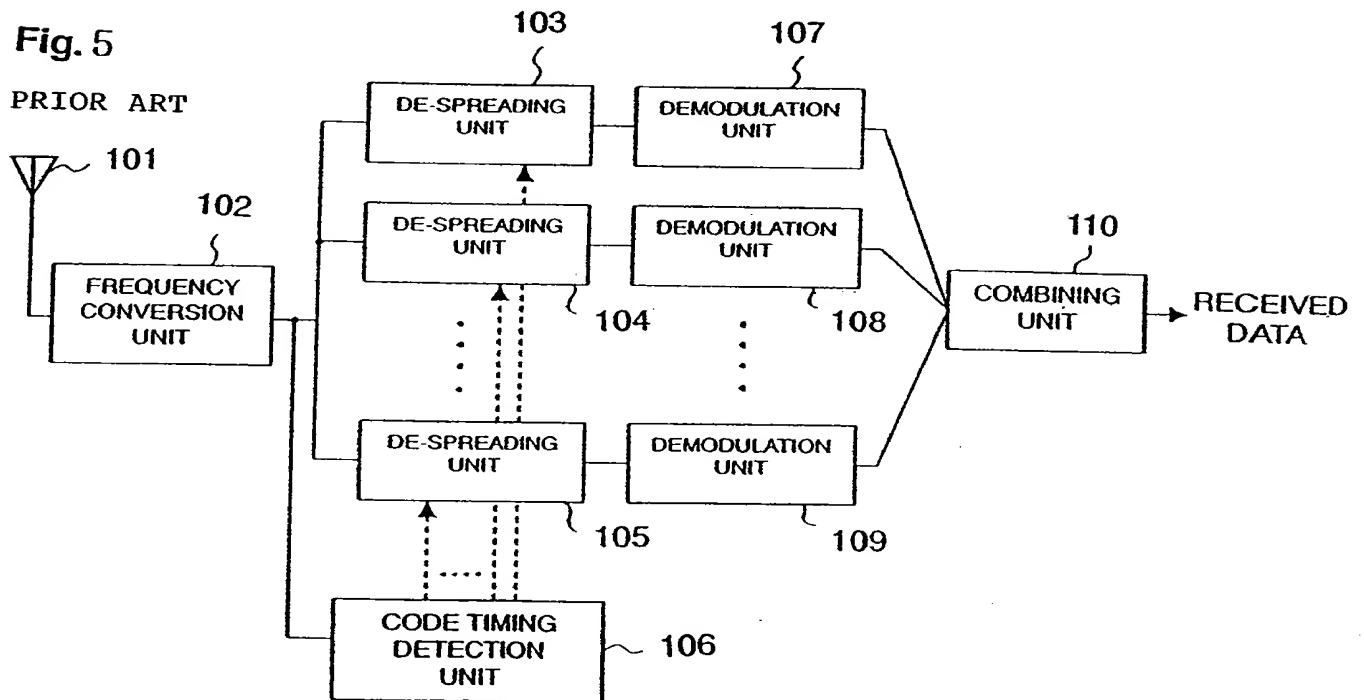 Fig. 5
PRIOR ART
101
102
FREQUENCY
CONVERSION
UNIT
103
DE-SPREADING
UNIT
107
DEMODULATION
UNIT
DE-SPREADING
UNIT
104
DEMODULATION
UNIT
108
DE-SPREADING
UNIT
105
DEMODULATION
UNIT
109
CODE TIMING
DETECTION
UNIT
106
110
COMBINING
UNIT
RECEIVED
DATA